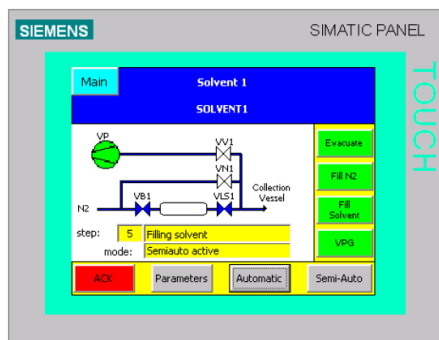 SIEMENS
SIMATIC PANEL
TOUCH
Main
Solvent 1
SOLVENT1
VP
VV1
VN1
Collection
Vessel
N2
VB1
VLS1
step: 5 Filling solvent
mode: Semiauto active
Evacuate
Fill N2
Fill
Solvent
VPG
ACK
Parameters
Automatic
Semi-Auto